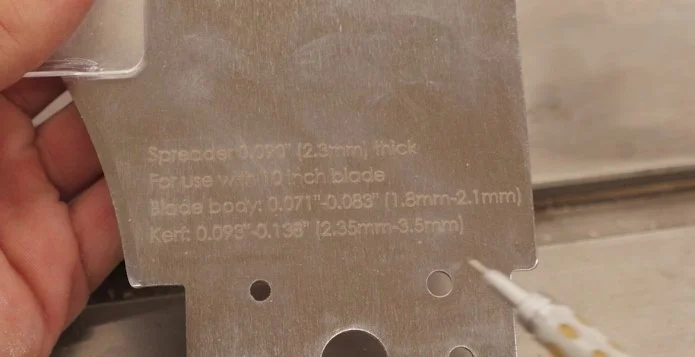 Spreader 0.090" (2.3mm) thick
For use with 10 inch blade
Blade body: 0.071"-0.083" (1.8mm-2.1mm)
Kerf: 0.093"-0.138" (2.35mm-3.5mm)